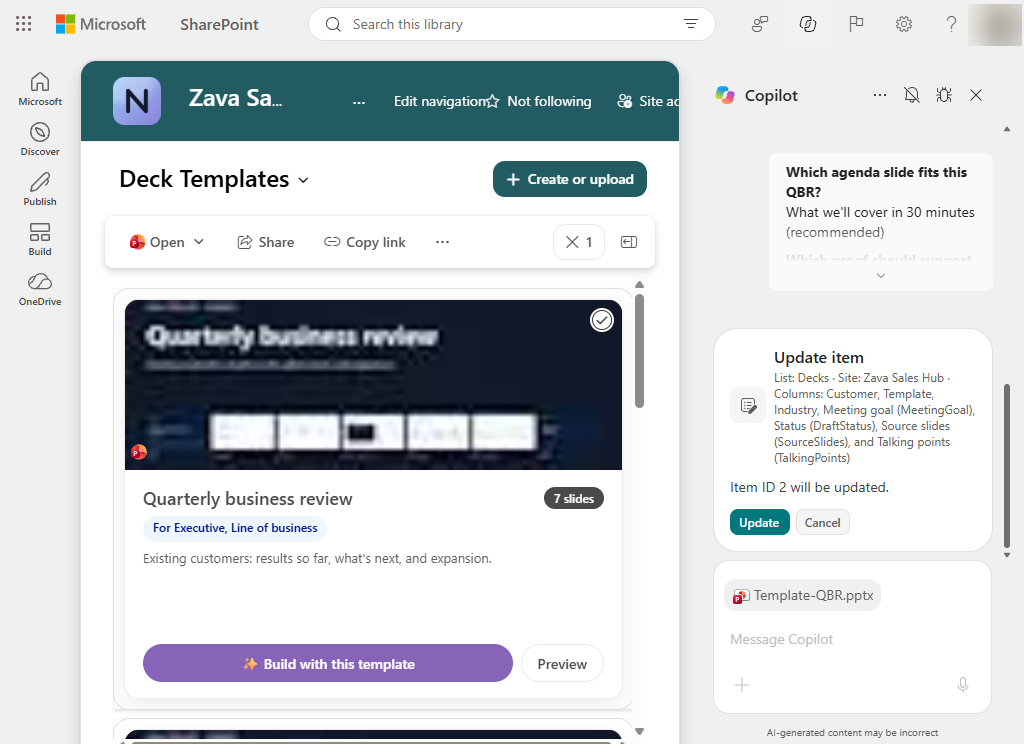 Microsoft
SharePoint
Search this library
Microsoft
Discover
Publish
Build
OneDrive
N
Zava Sa...
...
Edit navigation
Not following
Site ac
Deck Templates
Create or upload
Open
Share
Copy link
...
1
Quarterly business review
Quarterly business review
7 slides
For Executive, Line of business
Existing customers: results so far, what's next, and expansion.
✨ Build with this template
Preview
Copilot
...
Which agenda slide fits this
QBR?
What we'll cover in 30 minutes
(recommended)
Which proof should support
Update item
List: Decks · Site: Zava Sales Hub ·
Columns: Customer, Template,
Industry, Meeting goal (MeetingGoal),
Status (DraftStatus), Source slides
(SourceSlides), and Talking points
(TalkingPoints)
Item ID 2 will be updated.
Update
Cancel
Template-QBR.pptx
Message Copilot
AI-generated content may be incorrect